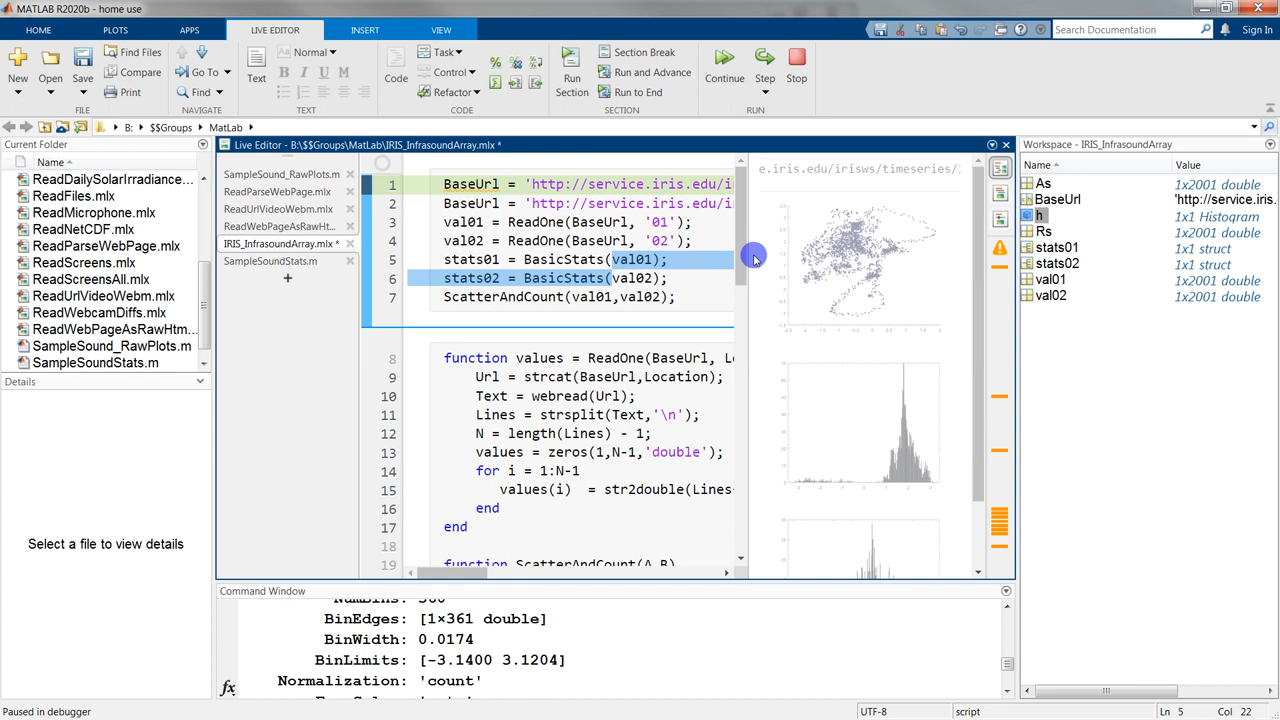 MATLAB R2020b - home use
HOME PLOTS APPS LIVE EDITOR INSERT VIEW
Search Documentation
Sign In
New
Open
Save
Find Files
Compare
Print
FILE
Go To
Find
NAVIGATE
Text
Normal
B I U M
TEXT
Code
Task
Control
Refactor
CODE
Run Section
Section Break
Run and Advance
Run to End
SECTION
Continue
Step
Stop
RUN
B: $$Groups MatLab
Current Folder
Name
ReadDailySolarIrradiance...
ReadFiles.mlx
ReadMicrophone.mlx
ReadNetCDF.mlx
ReadParseWebPage.mlx
ReadScreens.mlx
ReadScreensAll.mlx
ReadUrlVideoWebm.mlx
ReadWebcamDiffs.mlx
ReadWebPageAsRawHtm...
SampleSound_RawPlots.m
SampleSoundStats.m
Details
Select a file to view details
Live Editor - B:\$$Groups\MatLab\IRIS_InfrasoundArray.mlx *
SampleSound_RawPlots.m
ReadParseWebPage.mlx
ReadUrlVideoWebm.mlx
ReadWebPageAsRawHt...
IRIS_InfrasoundArray.mlx *
SampleSoundStats.m
1 BaseUrl = 'http://service.iris.edu/i
2 BaseUrl = 'http://service.iris.edu/i
3 val01 = ReadOne(BaseUrl, '01');
4 val02 = ReadOne(BaseUrl, '02');
5 stats01 = BasicStats(val01);
6 stats02 = BasicStats(val02);
7 ScatterAndCount(val01,val02);
8 function values = ReadOne(BaseUrl, L
9 Url = strcat(BaseUrl,Location);
10 Text = webread(Url);
11 Lines = strsplit(Text,'\n');
12 N = length(Lines) - 1;
13 values = zeros(1,N-1,'double');
14 for i = 1:N-1
15 values(i) = str2double(Lines
16 end
17 end
18
19 function ScatterAndCount(A,B)
e.iris.edu/irisws/timeseries/
Command Window
NumBins: 360
BinEdges: [1×361 double]
BinWidth: 0.0174
BinLimits: [-3.1400 3.1204]
Normalization: 'count'
fx
Workspace - IRIS_InfrasoundArray
Name Value
As 1x2001 double
BaseUrl 'http://service.iris.
h 1x1 Histogram
Rs 1x2001 double
stats01 1x1 struct
stats02 1x1 struct
val01 1x2001 double
val02 1x2001 double
Paused in debugger
UTF-8 script Ln 5 Col 22